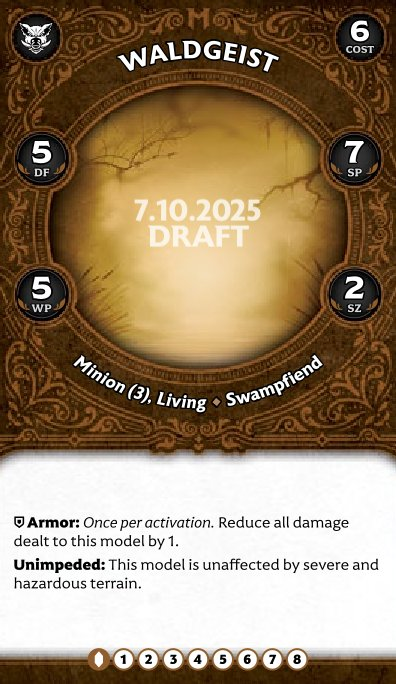 WALDGEIST
6
COST
5
DF
7
SP
7.10.2025
DRAFT
5
WP
2
SZ
Minion (3), Living ◆ Swampfiend
Armor: Once per activation. Reduce all damage
dealt to this model by 1.
Unimpeded: This model is unaffected by severe and
hazardous terrain.
1 2 3 4 5 6 7 8